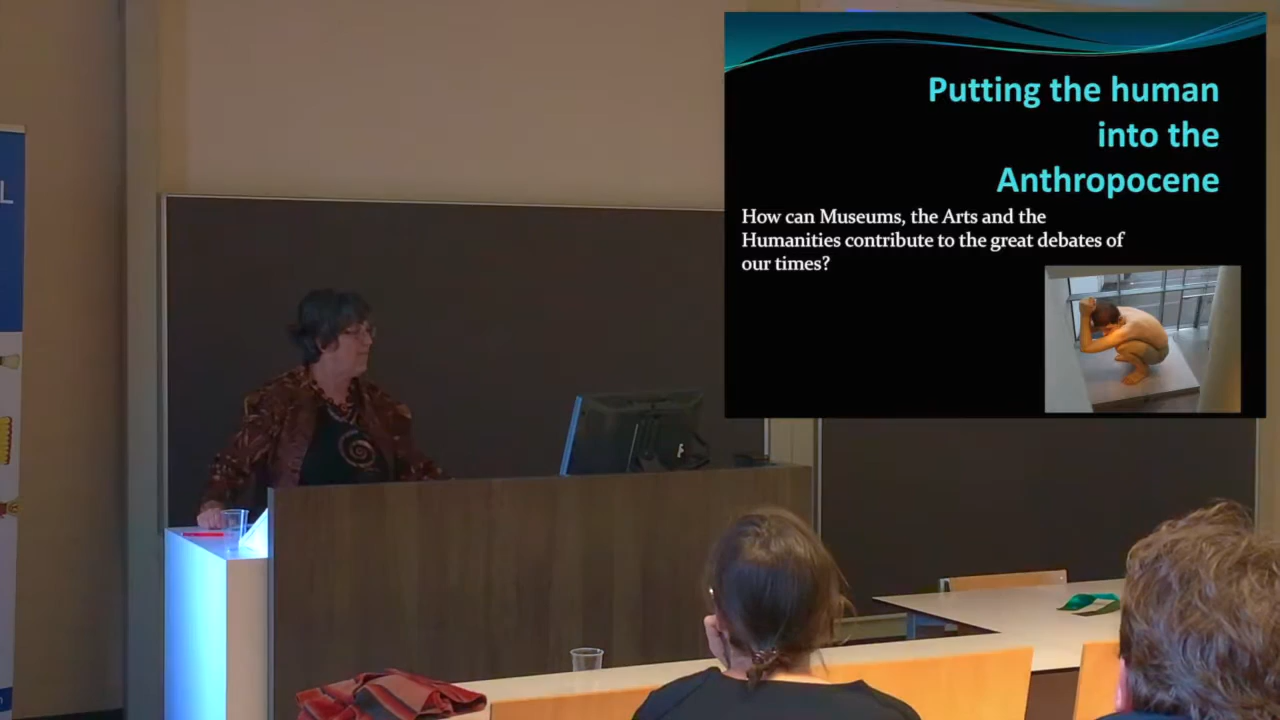 Putting the human
into the
Anthropocene
How can Museums, the Arts and the
Humanities contribute to the great debates of
our times?
L